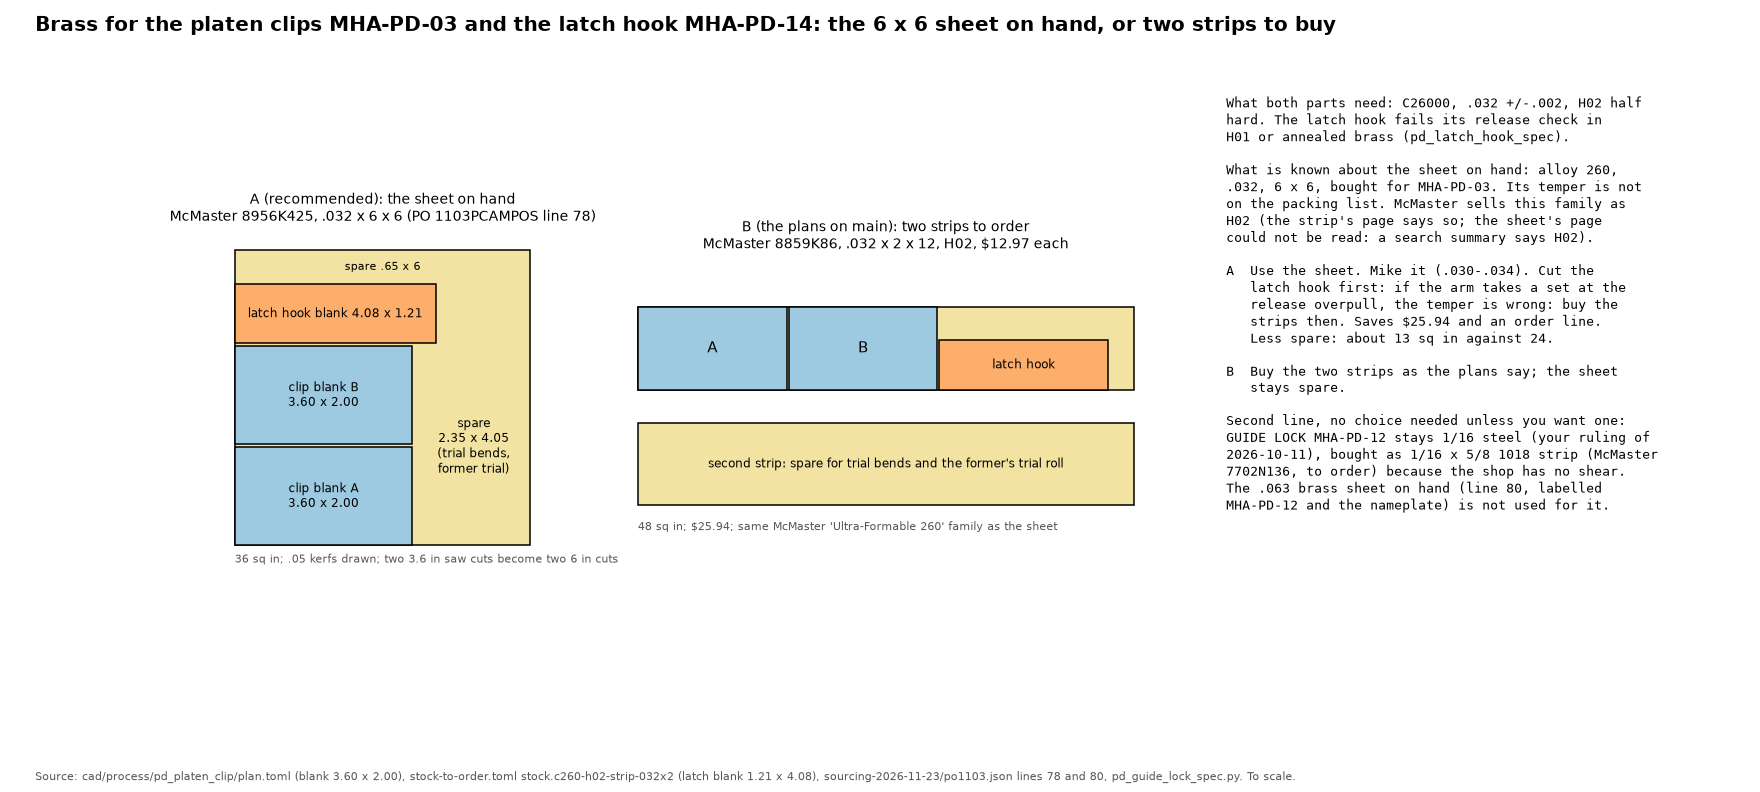 Brass for the platen clips MHA-PD-03 and the latch hook MHA-PD-14: the 6 x 6 sheet on hand, or two strips to buy
A (recommended): the sheet on hand
McMaster 8956K425, .032 x 6 x 6 (PO 1103PCAMPOS line 78)
spare .65 x 6
latch hook blank 4.08 x 1.21
clip blank B
3.60 x 2.00
spare
2.35 x 4.05
(trial bends,
former trial)
clip blank A
3.60 x 2.00
36 sq in; .05 kerfs drawn; two 3.6 in saw cuts become two 6 in cuts
B (the plans on main): two strips to order
McMaster 8859K86, .032 x 2 x 12, H02, $12.97 each
A
B
latch hook
second strip: spare for trial bends and the former's trial roll
48 sq in; $25.94; same McMaster 'Ultra-Formable 260' family as the sheet
What both parts need: C26000, .032 +/-.002, H02 half
hard. The latch hook fails its release check in
H01 or annealed brass (pd_latch_hook_spec).
What is known about the sheet on hand: alloy 260,
.032, 6 x 6, bought for MHA-PD-03. Its temper is not
on the packing list. McMaster sells this family as
H02 (the strip's page says so; the sheet's page
could not be read: a search summary says H02).
A  Use the sheet. Mike it (.030-.034). Cut the
latch hook first: if the arm takes a set at the
release overpull, the temper is wrong: buy the
strips then. Saves $25.94 and an order line.
Less spare: about 13 sq in against 24.
B  Buy the two strips as the plans say; the sheet
stays spare.
Second line, no choice needed unless you want one:
GUIDE LOCK MHA-PD-12 stays 1/16 steel (your ruling of
2026-10-11), bought as 1/16 x 5/8 1018 strip (McMaster
7702N136, to order) because the shop has no shear.
The .063 brass sheet on hand (line 80, labelled
MHA-PD-12 and the nameplate) is not used for it.
Source: cad/process/pd_platen_clip/plan.toml (blank 3.60 x 2.00), stock-to-order.toml stock.c260-h02-strip-032x2 (latch blank 1.21 x 4.08), sourcing-2026-11-23/po1103.json lines 78 and 80, pd_guide_lock_spec.py. To scale.